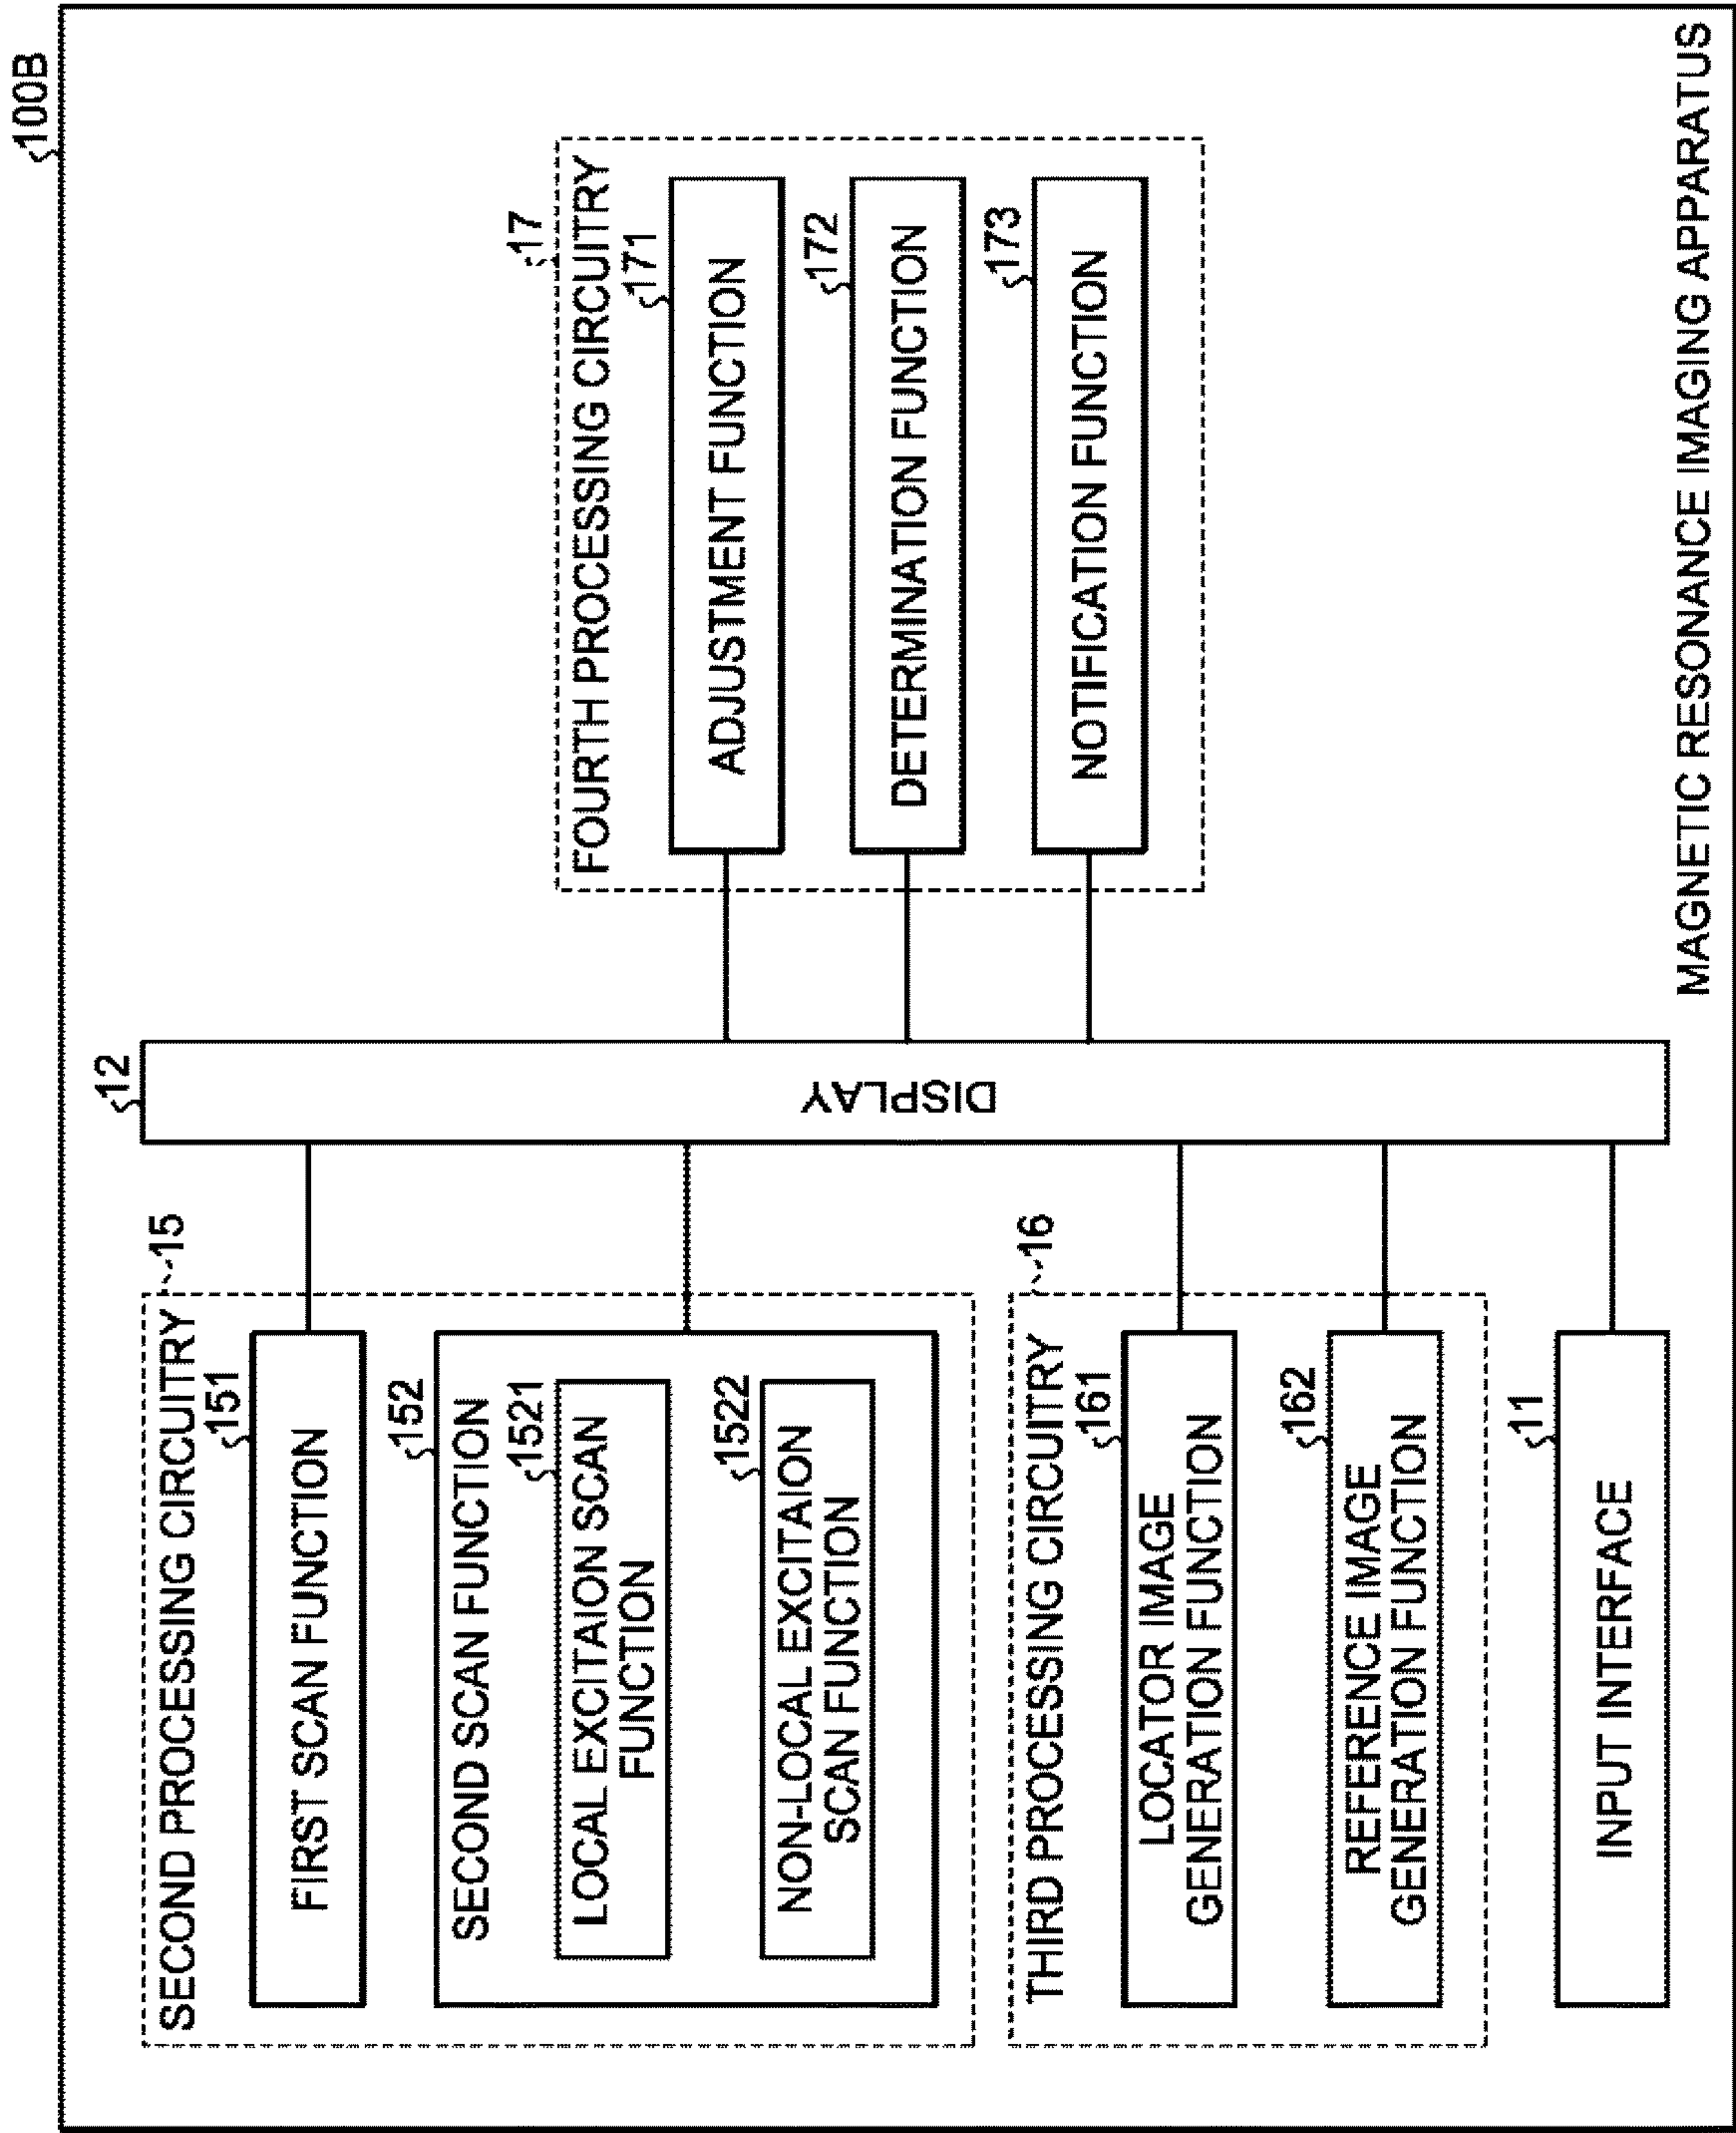 100B
SECOND PROCESSING CIRCUITRY
15
151
FIRST SCAN FUNCTION
152
SECOND SCAN FUNCTION
1521
LOCAL EXCITAION SCAN
FUNCTION
1522
NON-LOCAL EXCITAION
SCAN FUNCTION
THIRD PROCESSING CIRCUITRY
16
161
LOCATOR IMAGE
GENERATION FUNCTION
162
REFERENCE IMAGE
GENERATION FUNCTION
11
INPUT INTERFACE
12
DISPLAY
17
FOURTH PROCESSING CIRCUITRY
171
ADJUSTMENT FUNCTION
172
DETERMINATION FUNCTION
173
NOTIFICATION FUNCTION
MAGNETIC RESONANCE IMAGING APPARATUS